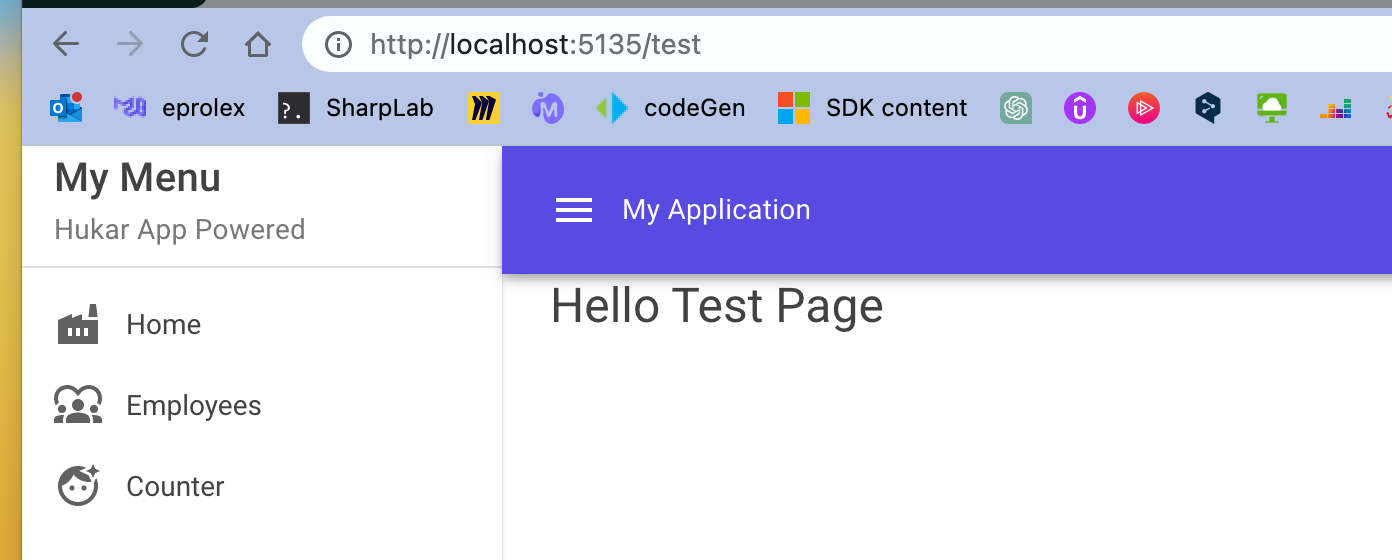 http://localhost:5135/test
eprolex SharpLab codeGen SDK content
My Menu
Hukar App Powered
My Application
Hello Test Page
Home
Employees
Counter